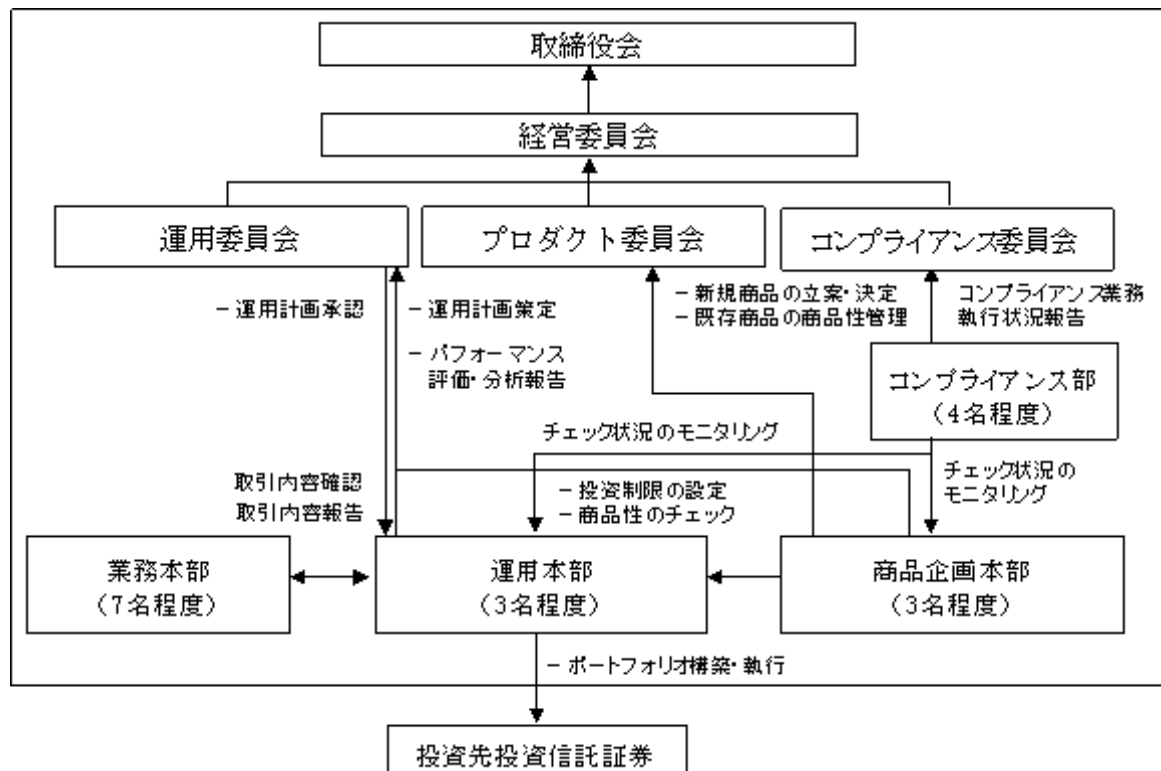 取締役会
経営委員会
運用委員会
プロダクト委員会
コンプライアンス委員会
－運用計画承認
－運用計画策定
－パフォーマンス
評価・分析報告
－新規商品の立案・決定
－既存商品の商品性管理
コンプライアンス業務
執行状況報告
コンプライアンス部
（4名程度）
チェック状況のモニタリング
チェック状況の
モニタリング
取引内容確認
取引内容報告
－投資制限の設定
－商品性のチェック
業務本部
（7名程度）
運用本部
（3名程度）
商品企画本部
（3名程度）
－ポートフォリオ構築・執行
投資先投資信託証券